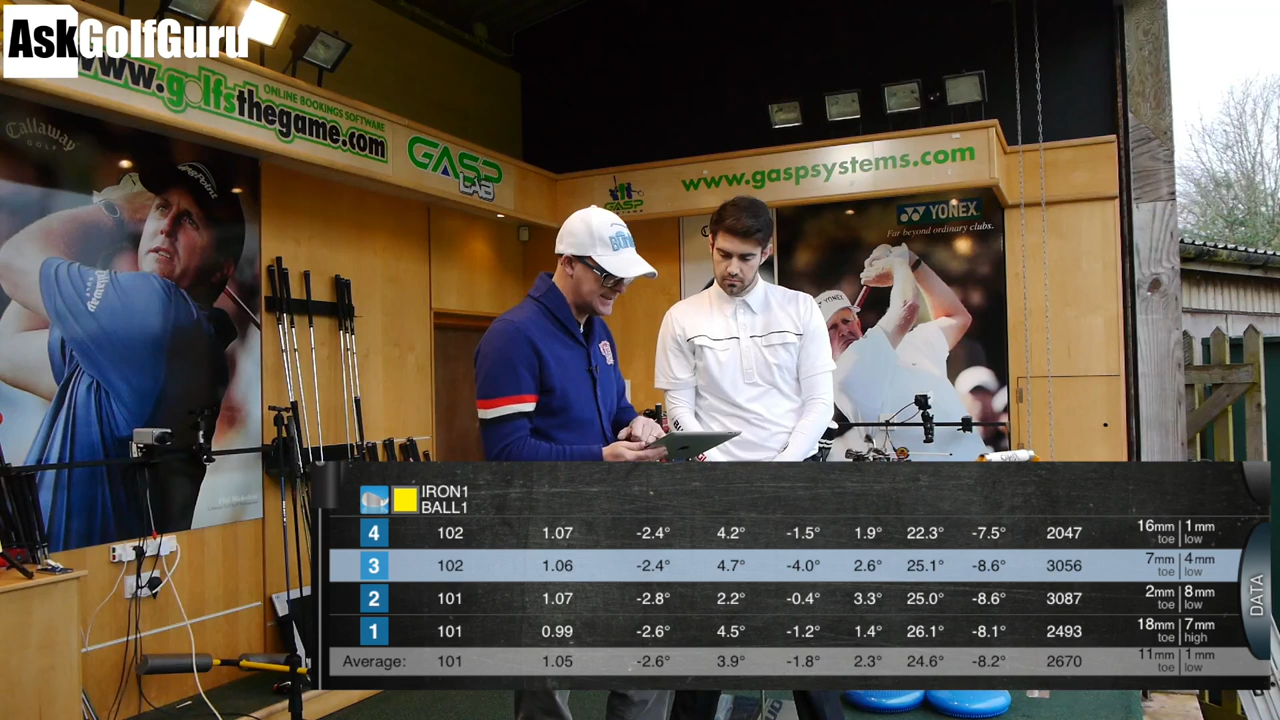 AskGolfGuru
www.golfsthegame.com
ONLINE BOOKINGS SOFTWARE
GASP
LAB
GASP
www.gaspsystems.com
Callaway
GOLF
YONEX
Far beyond ordinary clubs.
YONEX
IRON1
BALL1
4 102 1.07 -2.4° 4.2° -1.5° 1.9° 22.3° -7.5° 2047 16mm toe 1mm low
3 102 1.06 -2.4° 4.7° -4.0° 2.6° 25.1° -8.6° 3056 7mm toe 4mm low
2 101 1.07 -2.8° 2.2° -0.4° 3.3° 25.0° -8.6° 3087 2mm toe 8mm low
1 101 0.99 -2.6° 4.5° -1.2° 1.4° 26.1° -8.1° 2493 18mm toe 7mm high
Average: 101 1.05 -2.6° 3.9° -1.8° 2.3° 24.6° -8.2° 2670 11mm toe 1mm low
DATA